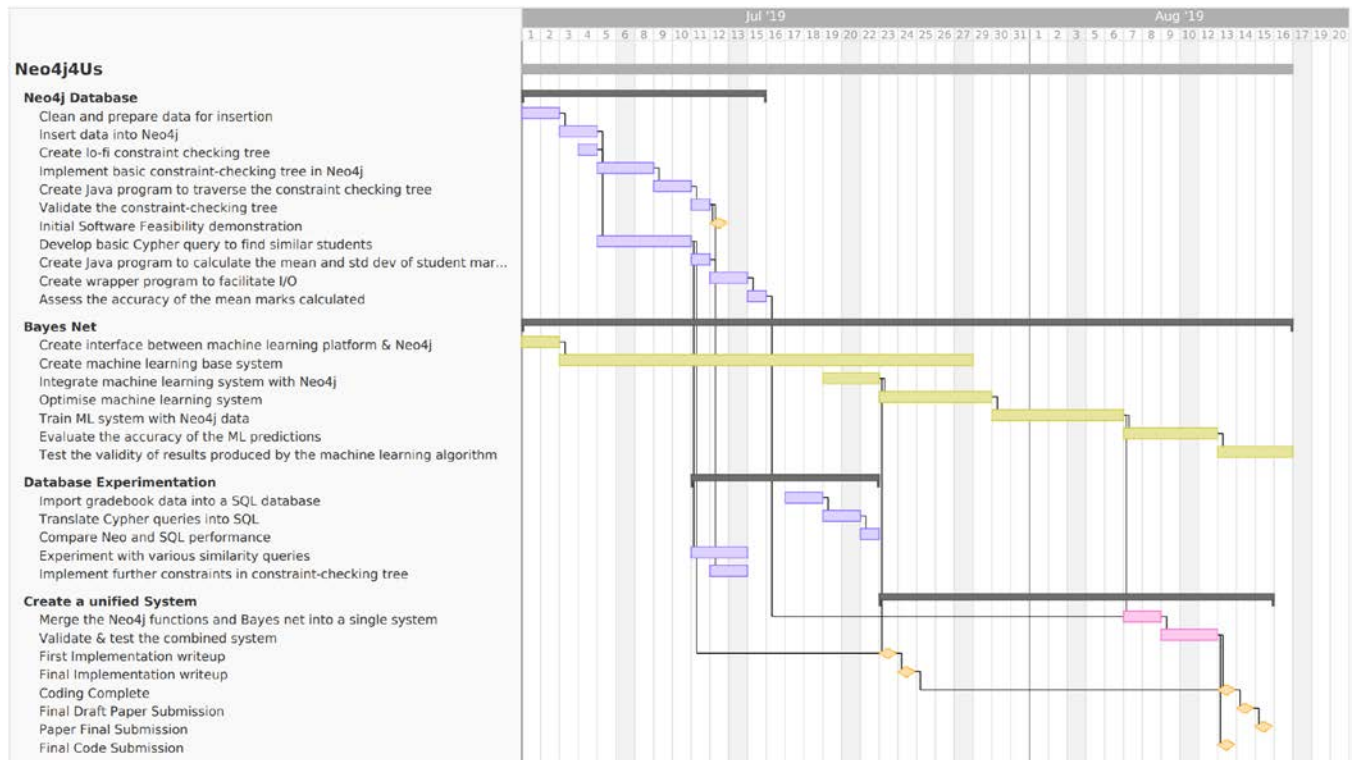 Jul '19 Aug '19
1 2 3 4 5 6 8 9 10 11 12 13 15 16 17 18 19 20 22 23 24 25 26 27 29 30 31 1 2 3 5 6 7 8 9 10 12 13 14 15 16 17 19 20
Neo4j4Us
Neo4j Database
Clean and prepare data for insertion
Insert data into Neo4j
Create lo-fi constraint checking tree
Implement basic constraint-checking tree in Neo4j
Create Java program to traverse the constraint checking tree
Validate the constraint-checking tree
Initial Software Feasibility demonstration
Develop basic Cypher query to find similar students
Create Java program to calculate the mean and std dev of student mar...
Create wrapper program to facilitate I/O
Assess the accuracy of the mean marks calculated
Bayes Net
Create interface between machine learning platform & Neo4j
Create machine learning base system
Integrate machine learning system with Neo4j
Optimise machine learning system
Train ML system with Neo4j data
Evaluate the accuracy of the ML predictions
Test the validity of results produced by the machine learning algorithm
Database Experimentation
Import gradebook data into a SQL database
Translate Cypher queries into SQL
Compare Neo and SQL performance
Experiment with various similarity queries
Implement further constraints in constraint-checking tree
Create a unified System
Merge the Neo4j functions and Bayes net into a single system
Validate & test the combined system
First Implementation writeup
Final Implementation writeup
Coding Complete
Final Draft Paper Submission
Paper Final Submission
Final Code Submission